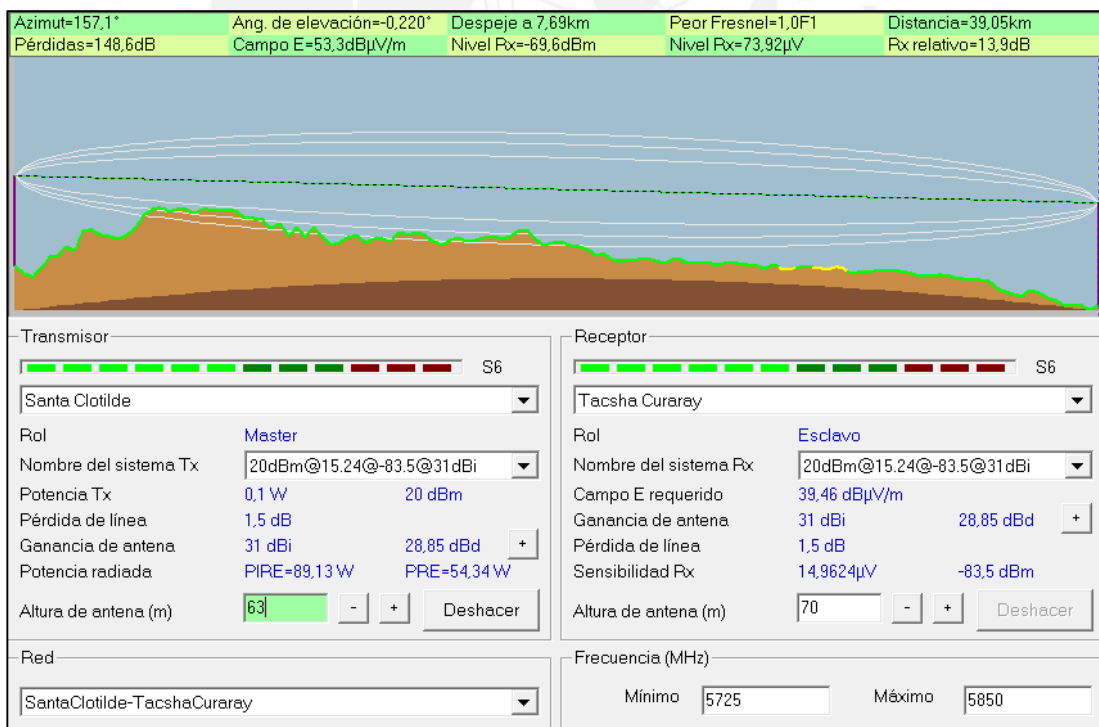 Azimut=157,1° Ang. de elevación=-0,220° Despeje a 7,69km Peor Fresnel=1,0F1 Distancia=39,05km
Pérdidas=148,6dB Campo E=53,3dBµV/m Nivel Rx=-69,6dBm Nivel Rx=73,92µV Rx relativo=13,9dB
Transmisor
S6
Santa Clotilde
Rol Master
Nombre del sistema Tx 20dBm@15.24@-83.5@31dBi
Potencia Tx 0,1 W 20 dBm
Pérdida de línea 1,5 dB
Ganancia de antena 31 dBi 28,85 dBd +
Potencia radiada PIRE=89,13 W PRE=54,34 W
Altura de antena (m) 63 - + Deshacer
Red
SantaClotilde-TacshaCuraray
Receptor
S6
Tacsha Curaray
Rol Esclavo
Nombre del sistema Rx 20dBm@15.24@-83.5@31dBi
Campo E requerido 39,46 dBµV/m
Ganancia de antena 31 dBi 28,85 dBd +
Pérdida de línea 1,5 dB
Sensibilidad Rx 14,9624µV -83,5 dBm
Altura de antena (m) 70 - + Deshacer
Frecuencia (MHz)
Mínimo 5725 Máximo 5850